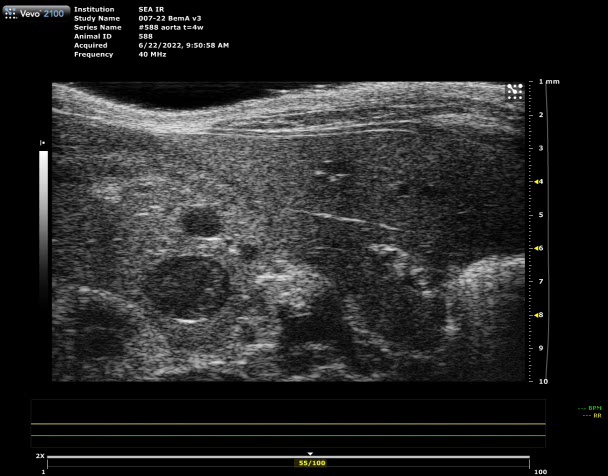 Vevo 2100
Institution SEA IR
Study Name 007-22 BemA v3
Series Name #588 aorta t=4w
Animal ID 588
Acquired 6/22/2022, 9:50:58 AM
Frequency 40 MHz
1 mm
2
3
4
5
6
7
8
9
10
--- BPM
--- RR
2X
55/100
1 100